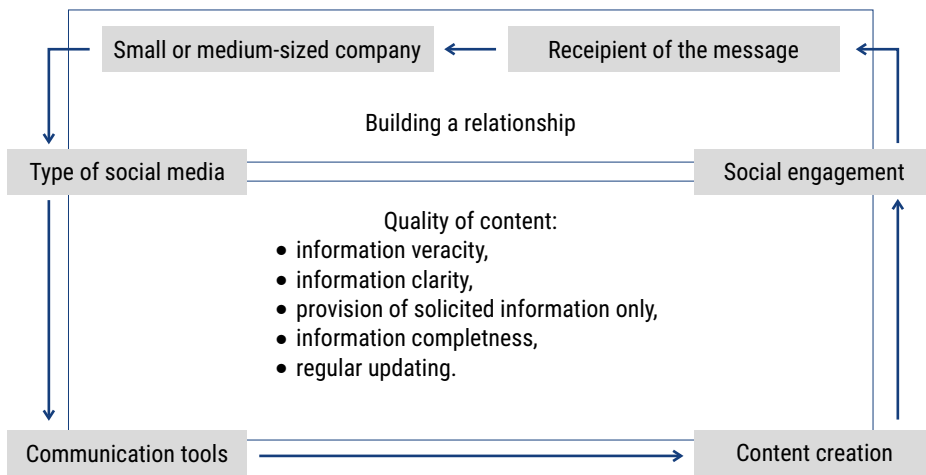 Small or medium-sized company
Receipient of the message
Building a relationship
Type of social media
Social engagement
Quality of content:
• information veracity,
• information clarity,
• provision of solicited information only,
• information completness,
• regular updating.
Communication tools
Content creation